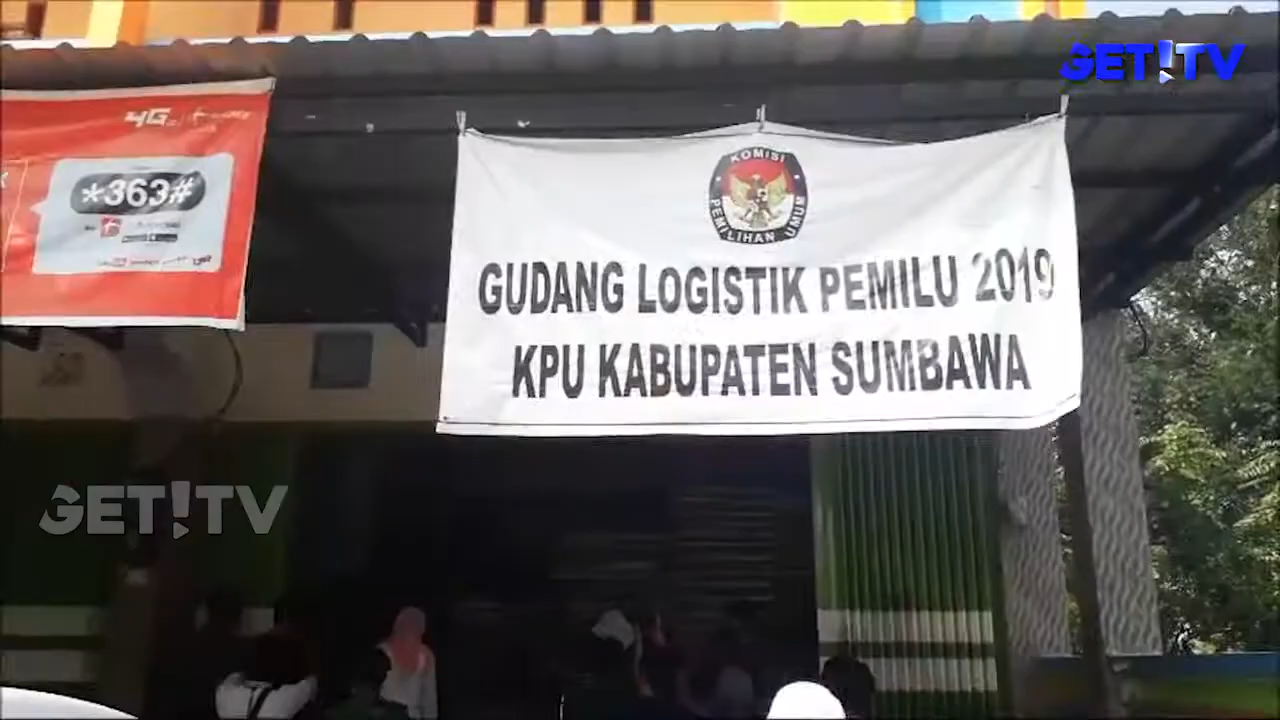 GET!TV
4G
*363#
KOMISI
PEMILIHAN UMUM
GUDANG LOGISTIK PEMILU 2019
KPU KABUPATEN SUMBAWA
GET!TV